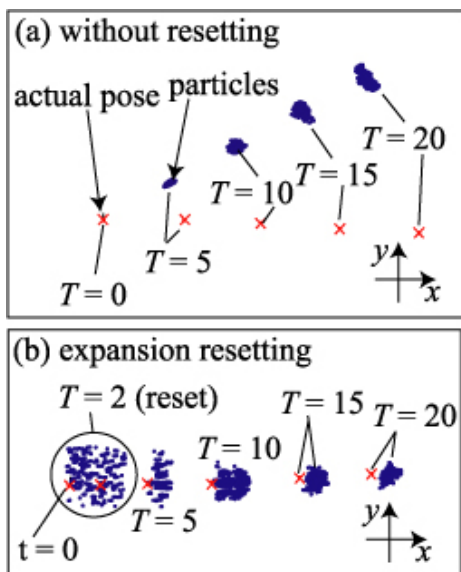 (a) without resetting
actual pose
particles
T = 20
T = 15
T = 10
T = 5
T = 0
y
x
(b) expansion resetting
T = 2 (reset)
T = 15
T = 20
T = 10
T = 5
t = 0
y
x